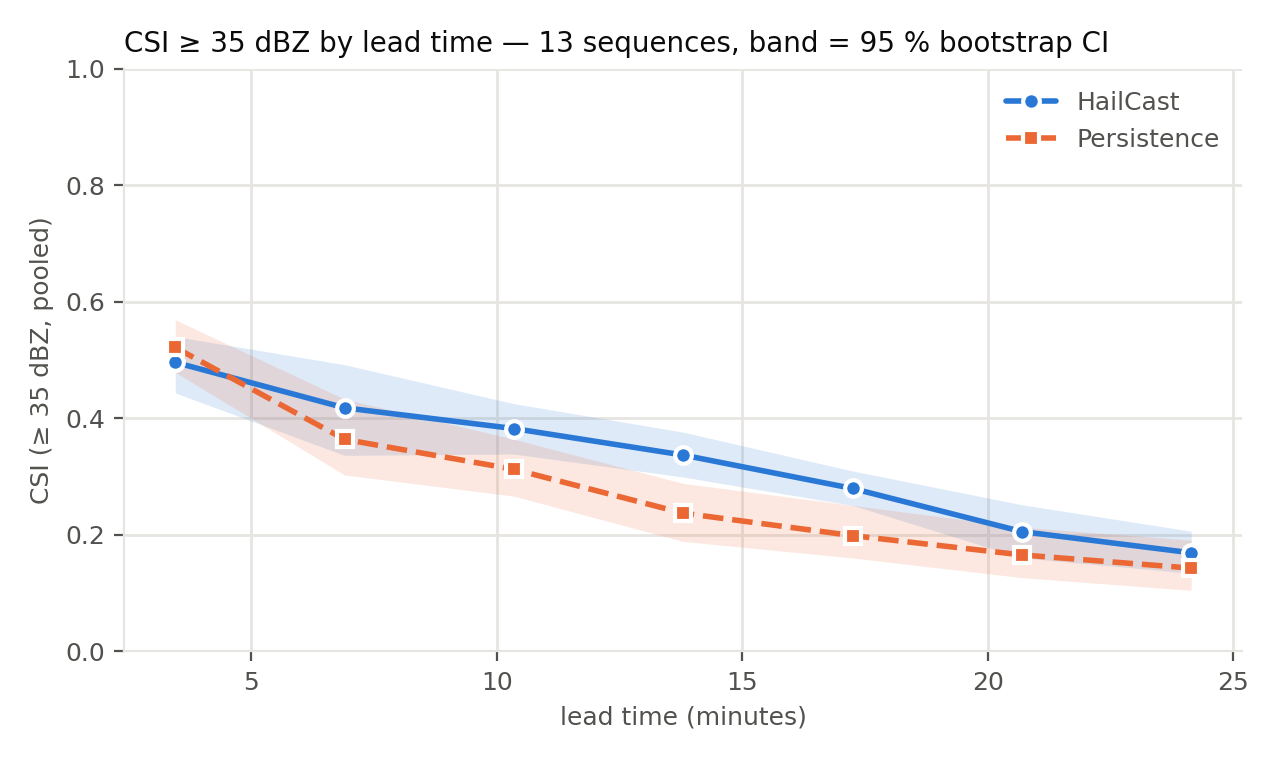 CSI ≥ 35 dBZ by lead time — 13 sequences, band = 95 % bootstrap CI
HailCast
Persistence
CSI (≥ 35 dBZ, pooled)
1.0
0.8
0.6
0.4
0.2
0.0
5 10 15 20 25
lead time (minutes)